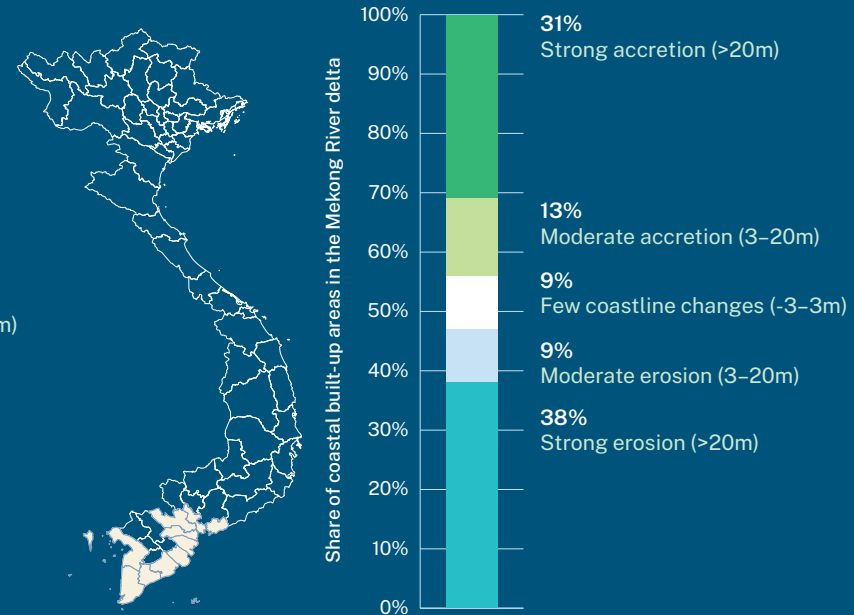 100%
90%
80%
70%
60%
50%
40%
30%
20%
10%
0%
Share of coastal built-up areas in the Mekong River delta
31%
Strong accretion (>20m)
13%
Moderate accretion (3–20m)
9%
Few coastline changes (-3–3m)
9%
Moderate erosion (3–20m)
38%
Strong erosion (>20m)
m)